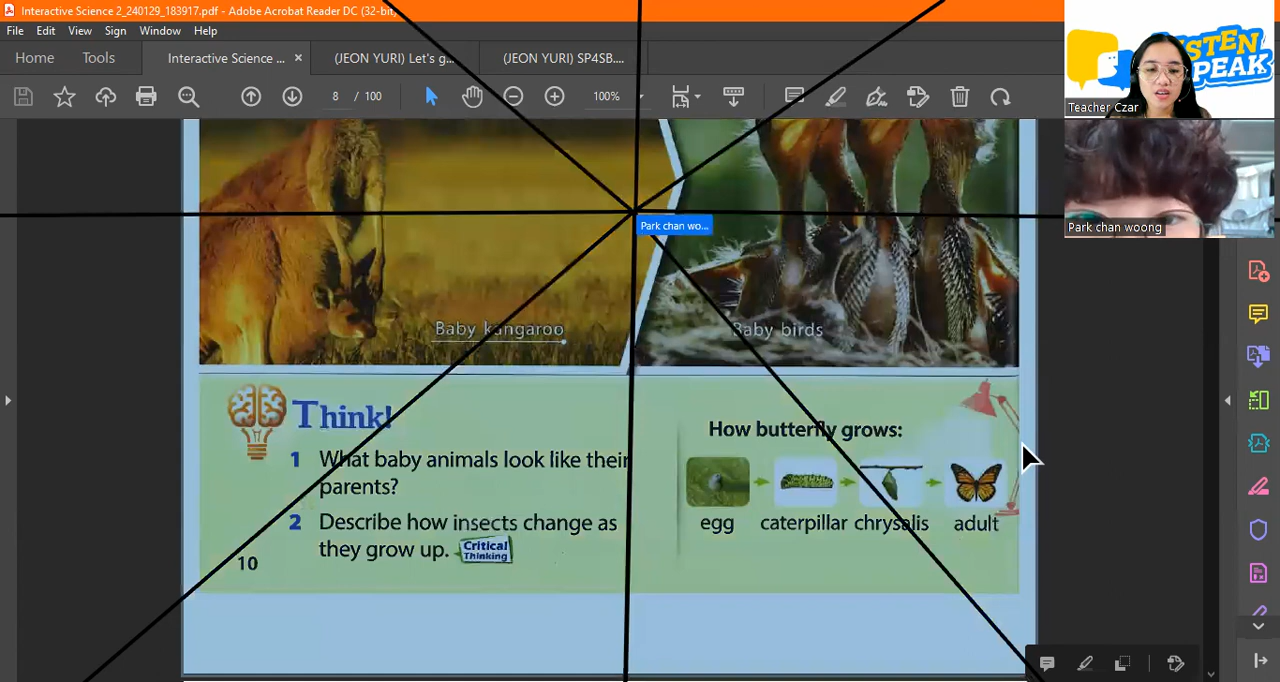 Interactive Science 2_240129_183917.pdf - Adobe Acrobat Reader DC (32-bit)
File Edit View Sign Window Help
Home Tools Interactive Science ... × (JEON YURI) Let's g... (JEON YURI) SP4SB....
8 / 100 100%
LISTEN
SPEAK
Teacher Czar
Park chan woong
Park chan wo...
Baby kangaroo
Baby birds
Think!
1 What baby animals look like their
parents?
2 Describe how insects change as
they grow up. Critical
Thinking
10
How butterfly grows:
egg caterpillar chrysalis adult